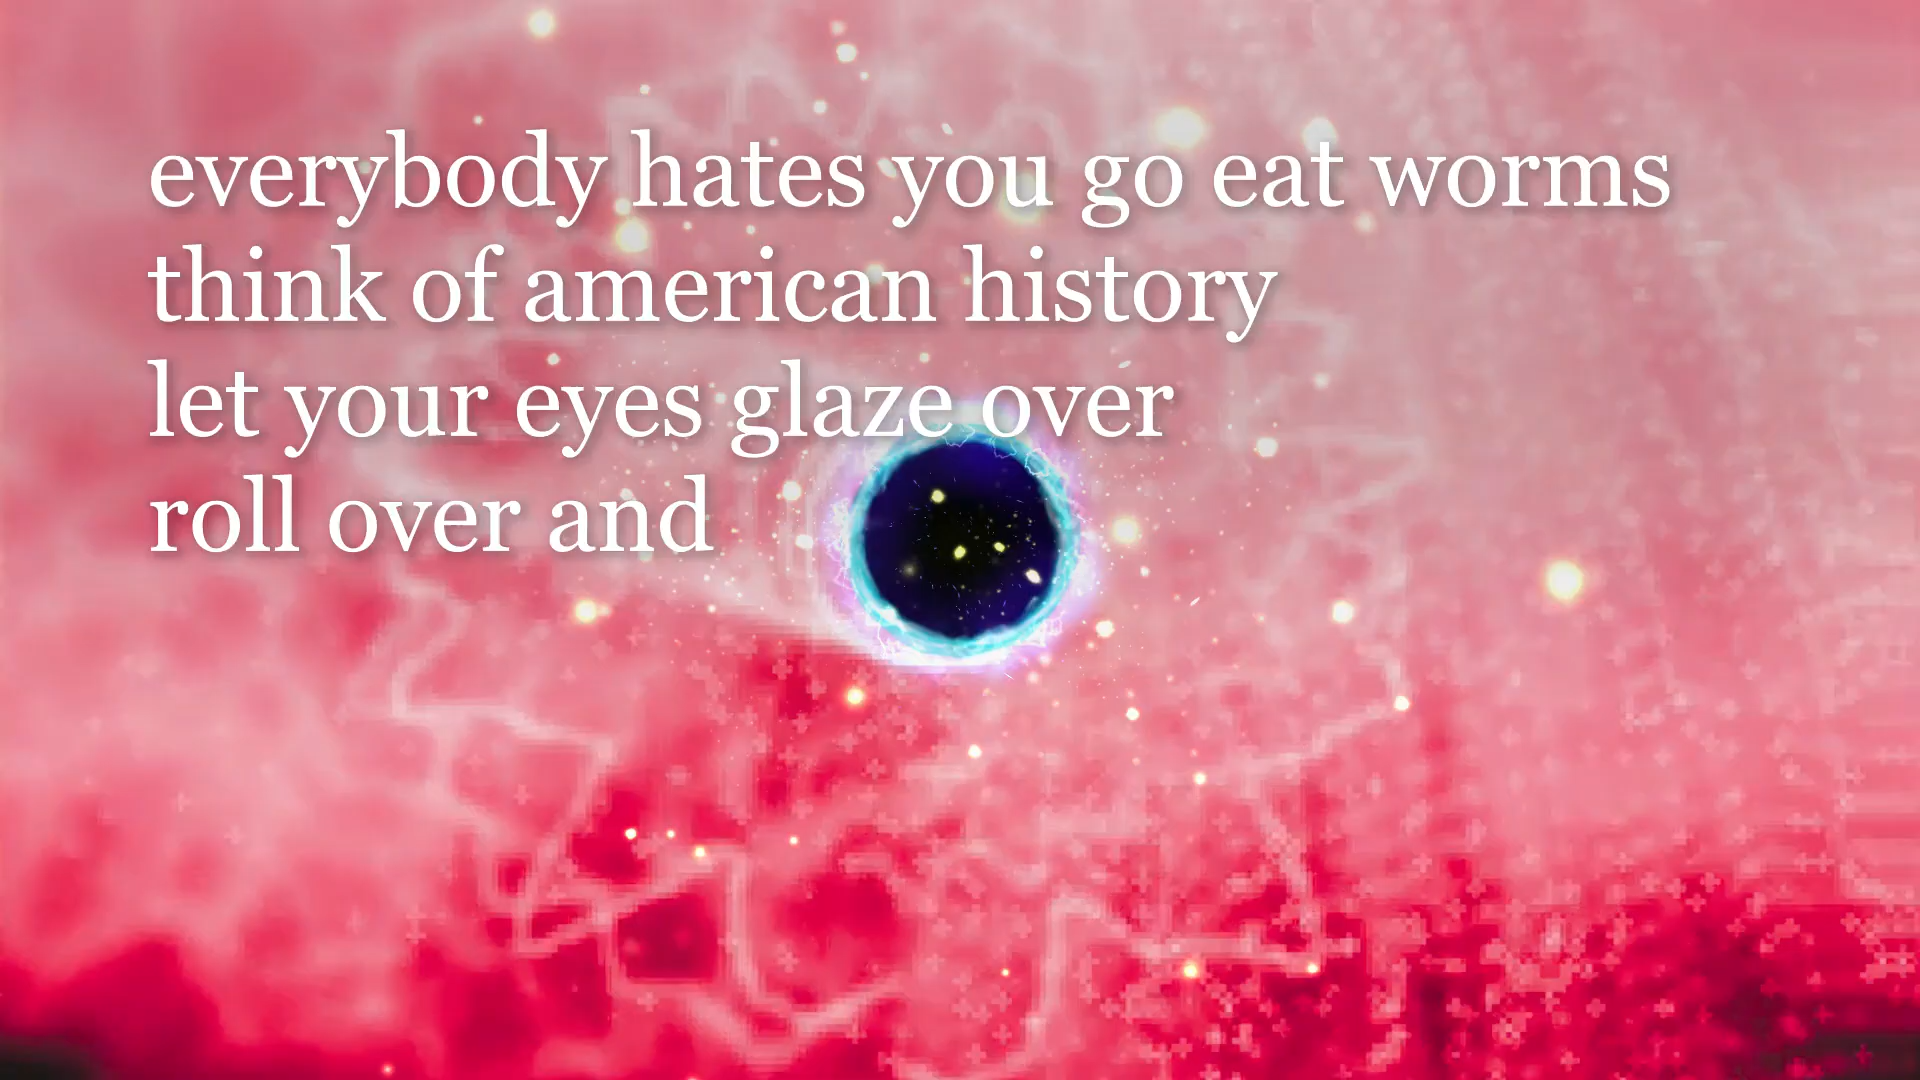 everybody hates you go eat worms
think of american history
let your eyes glaze over
roll over and